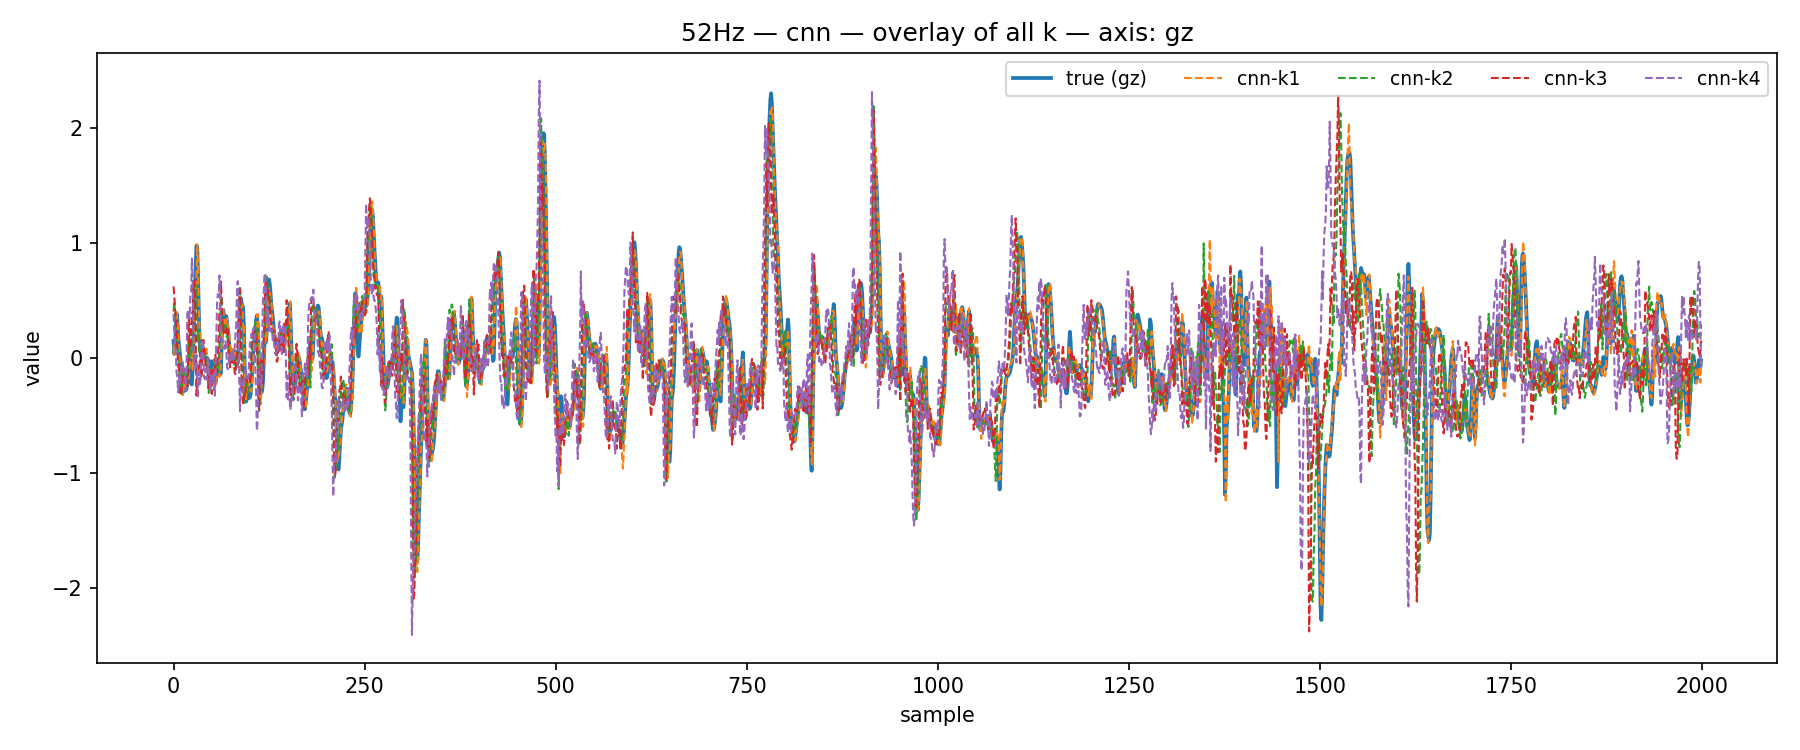 52Hz — cnn — overlay of all k — axis: gz
true (gz) cnn-k1 cnn-k2 cnn-k3 cnn-k4
2
1
0
−1
−2
value
0 250 500 750 1000 1250 1500 1750 2000
sample